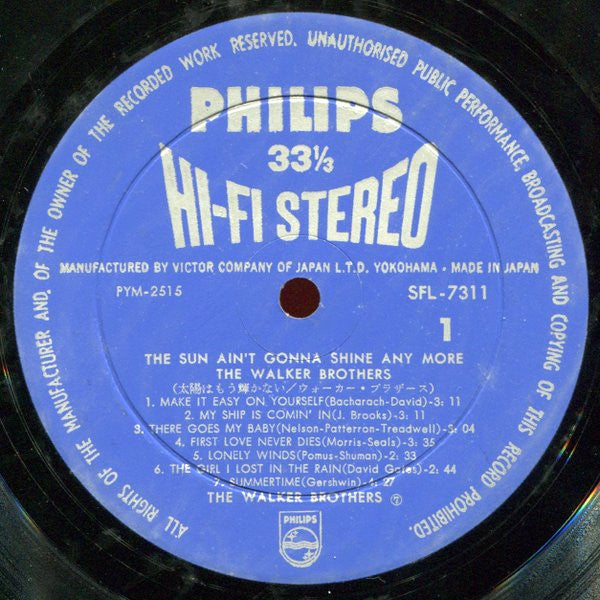 ALL RIGHTS OF THE MANUFACTURER AND, OF THE OWNER OF THE RECORDED WORK RESERVED. UNAUTHORISED PUBLIC PERFORMANCE, BROADCASTING AND COPYING OF THIS RECORD PROHIBITED.
PHILIPS
33⅓
HI-FI STEREO
MANUFACTURED BY VICTOR COMPANY OF JAPAN L.T.D. YOKOHAMA • MADE IN JAPAN
PYM-2515 SFL-7311
1
THE SUN AIN'T GONNA SHINE ANY MORE
THE WALKER BROTHERS
(太陽はもう輝かない/ウォーカー・ブラザース)
1. MAKE IT EASY ON YOURSELF(Bacharach-David)-3: 11
2. MY SHIP IS COMIN' IN(J. Brooks)-3: 11
3. THERE GOES MY BABY(Nelson-Patterron-Treadwell)- 04
4. FIRST LOVE NEVER DIES(Morris-Seals)-3: 35
5. LONELY WINDS(Pomus-Shuman)-2: 33
6. THE GIRL I LOST IN THE RAIN(David Gates)-2: 44
SUMMERTIME(Gershwin)-4: 27
THE WALKER BROTHERS ⑦
PHILIPS